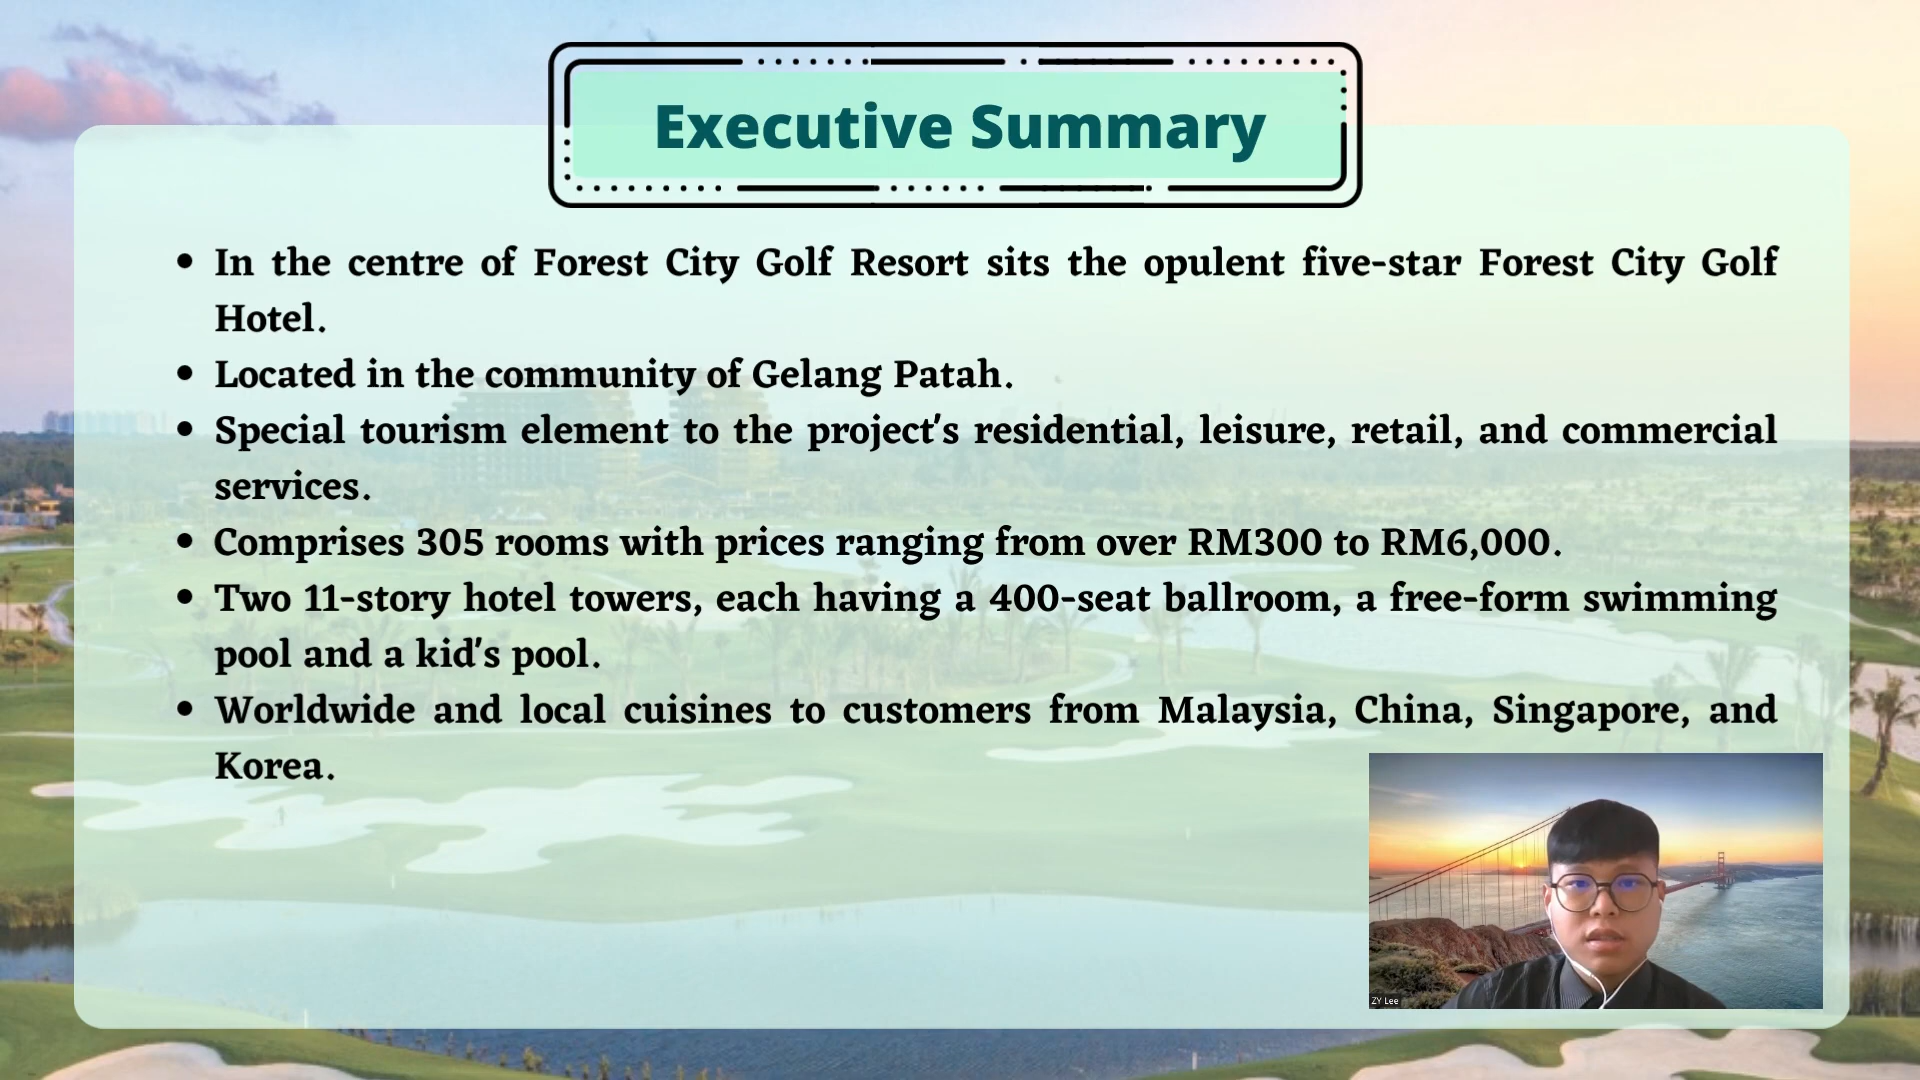 Executive Summary
• In the centre of Forest City Golf Resort sits the opulent five-star Forest City Golf
Hotel.
• Located in the community of Gelang Patah.
• Special tourism element to the project's residential, leisure, retail, and commercial
services.
• Comprises 305 rooms with prices ranging from over RM300 to RM6,000.
• Two 11-story hotel towers, each having a 400-seat ballroom, a free-form swimming
pool and a kid's pool.
• Worldwide and local cuisines to customers from Malaysia, China, Singapore, and
Korea.
ZY Lee